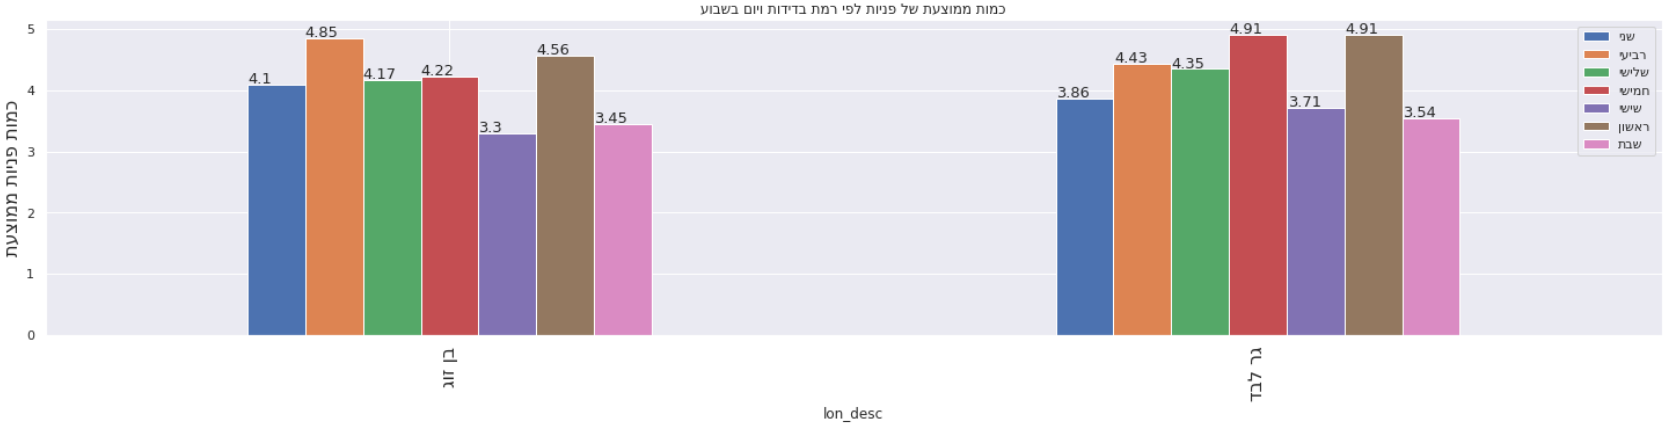 כמות ממוצעת של פניות לפי רמת בדידות ויום בשבוע
כמות פניות ממוצעת
5
4
3
2
1
0
4.1
4.85
4.17
4.22
3.3
4.56
3.45
3.86
4.43
4.35
4.91
3.71
4.91
3.54
שני
רביעי
שלישי
חמישי
שישי
ראשון
שבת
בן זוג
גר לבד
lon_desc